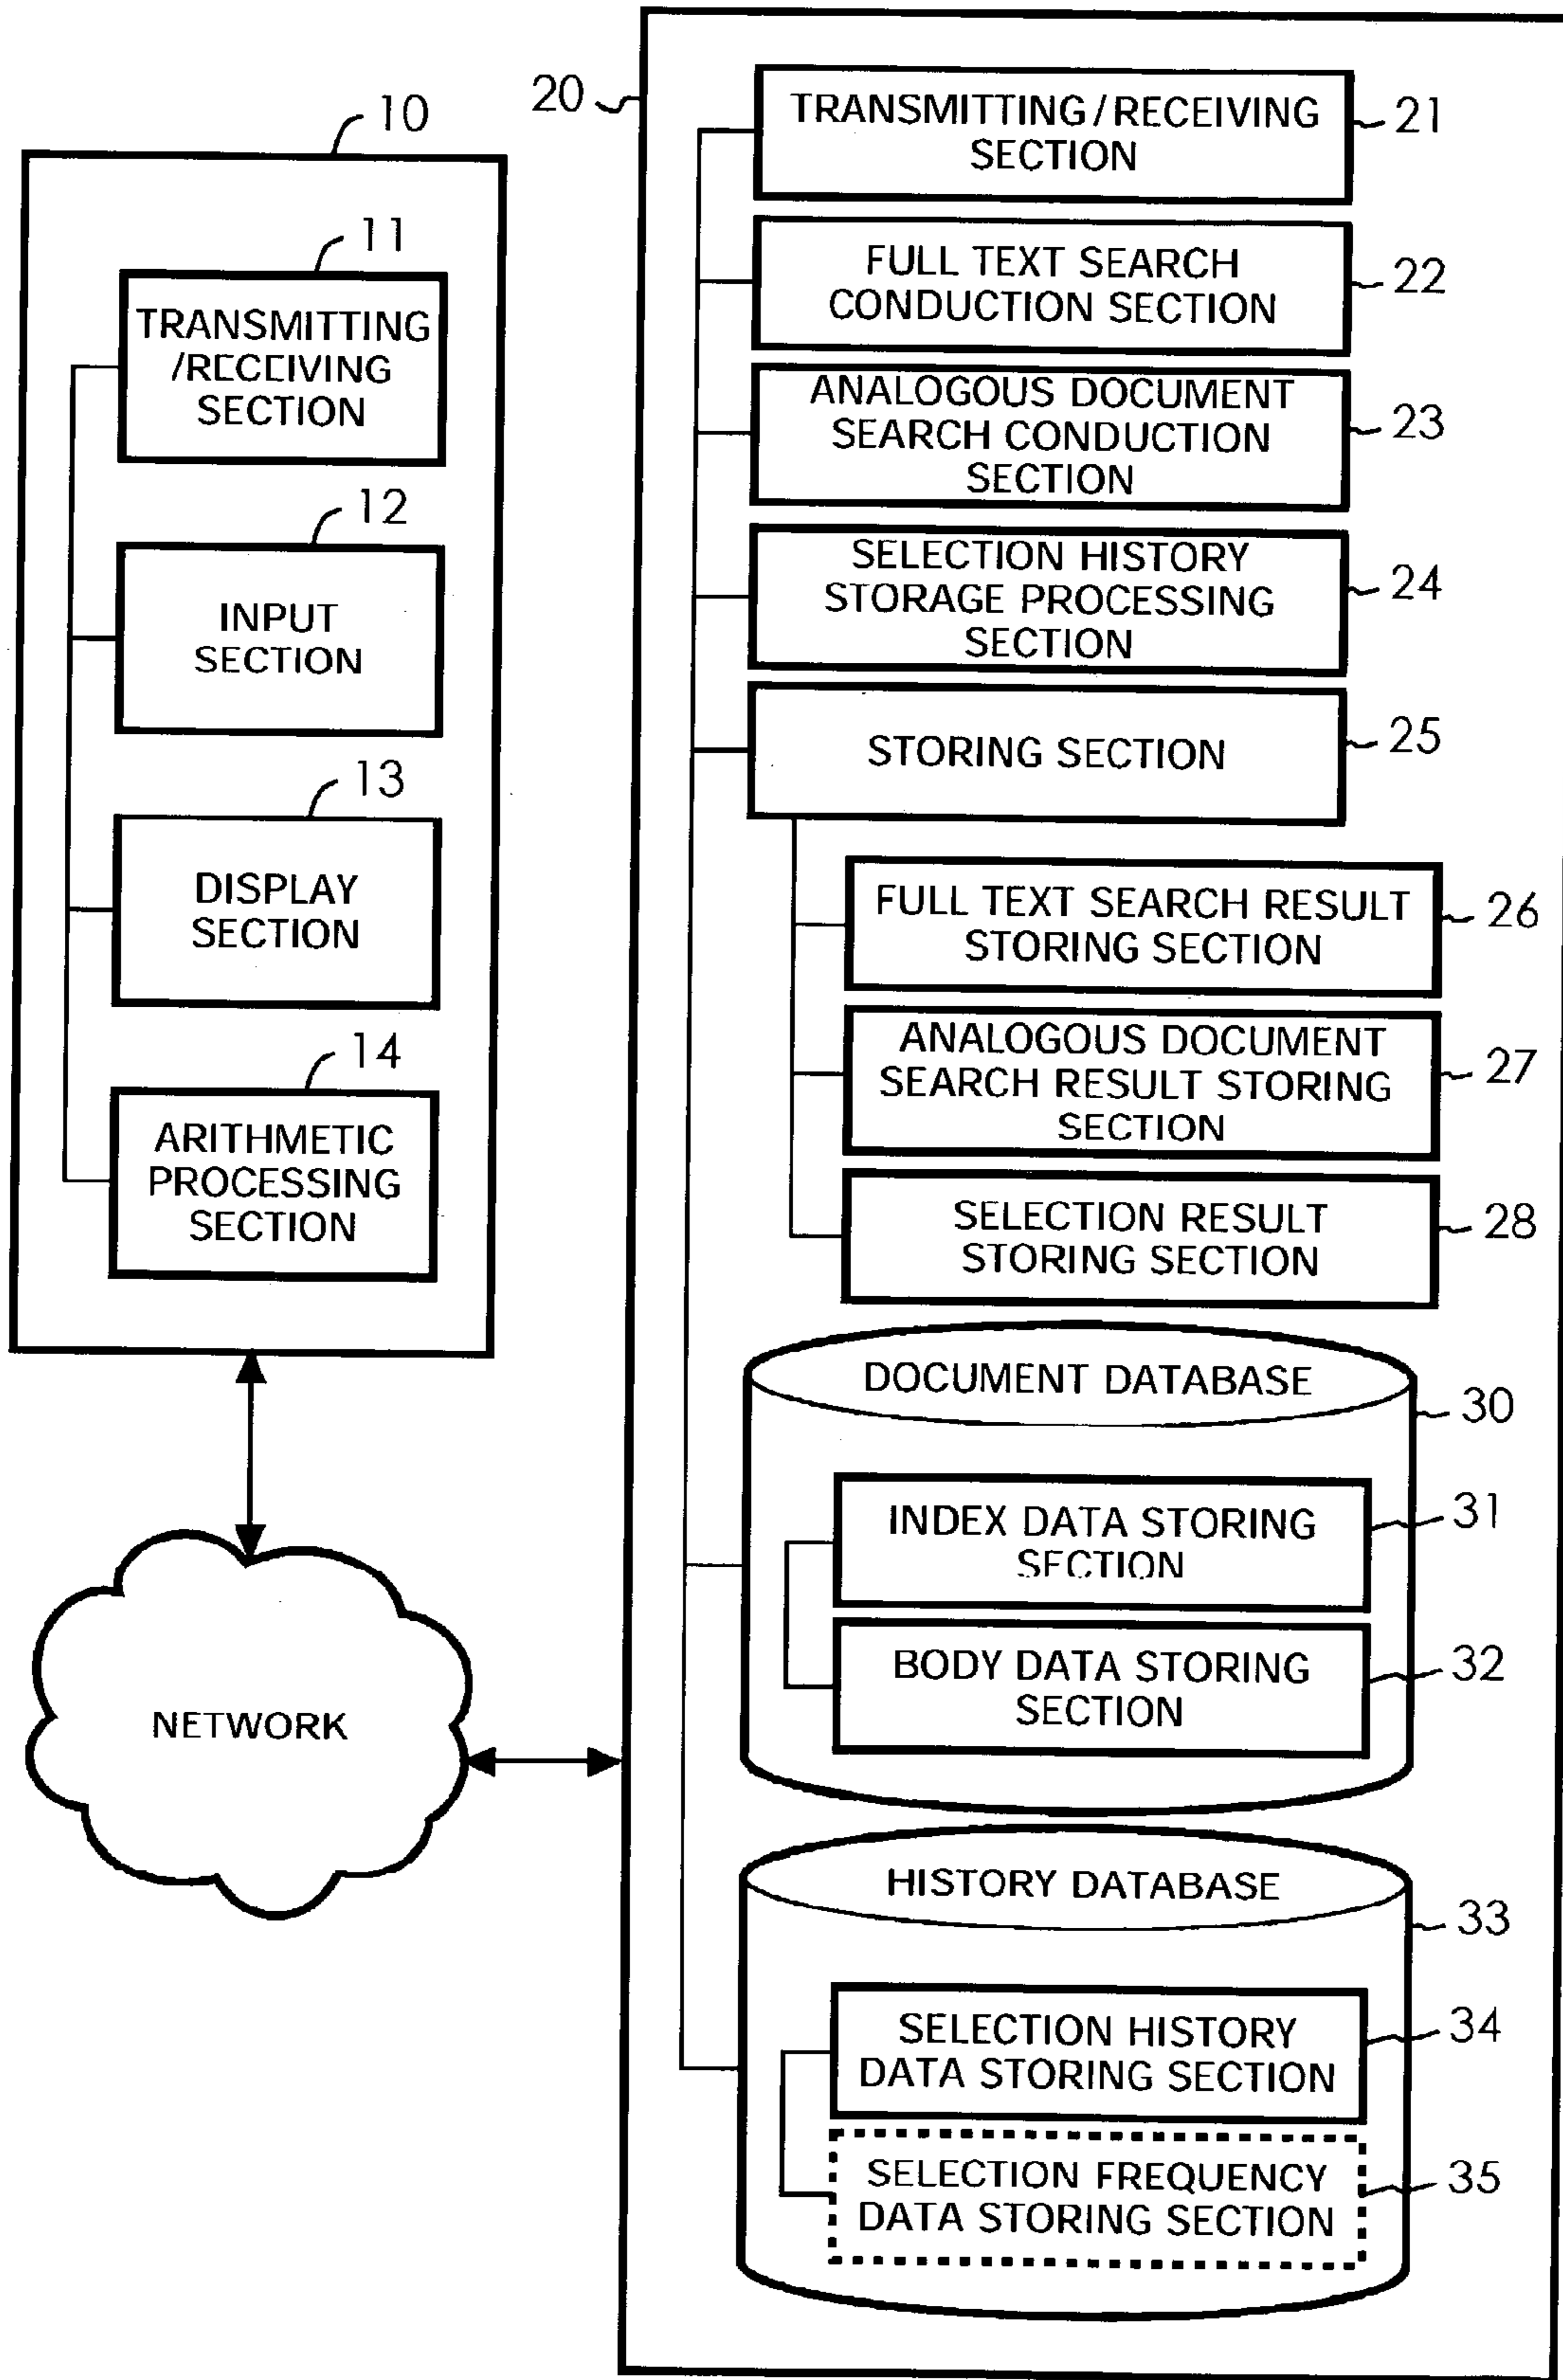 10
11
TRANSMITTING
/RECEIVING
SECTION
12
INPUT
SECTION
13
DISPLAY
SECTION
14
ARITHMETIC
PROCESSING
SECTION
NETWORK
20
TRANSMITTING/RECEIVING
SECTION
21
FULL TEXT SEARCH
CONDUCTION SECTION
22
ANALOGOUS DOCUMENT
SEARCH CONDUCTION
SECTION
23
SELECTION HISTORY
STORAGE PROCESSING
SECTION
24
STORING SECTION
25
FULL TEXT SEARCH RESULT
STORING SECTION
26
ANALOGOUS DOCUMENT
SEARCH RESULT STORING
SECTION
27
SELECTION RESULT
STORING SECTION
28
DOCUMENT DATABASE
30
INDEX DATA STORING
SECTION
31
BODY DATA STORING
SECTION
32
HISTORY DATABASE
33
SELECTION HISTORY
DATA STORING SECTION
34
SELECTION FREQUENCY
DATA STORING SECTION
35